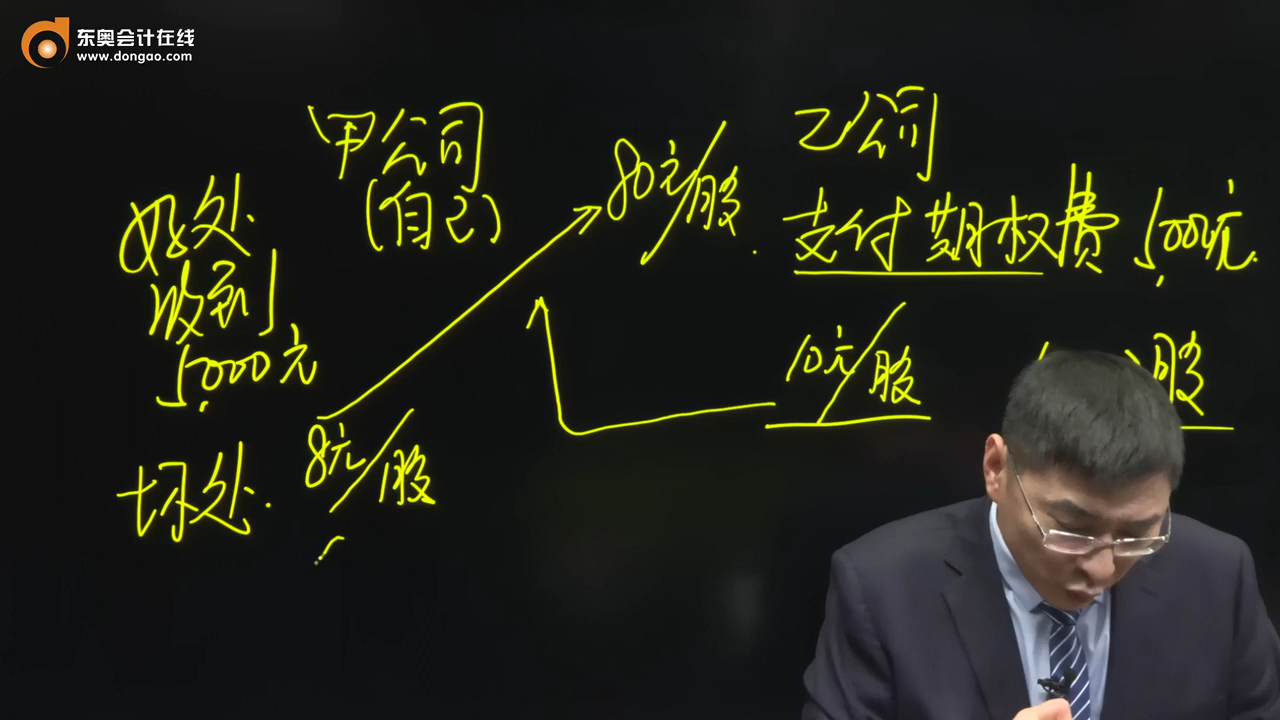 东奥会计在线
www.dongao.com
甲公司
(自己)
80元/股
乙公司
支付期权费5,000元.
好处
收到
5,000元
10元/股
股
坏处.
8元/股